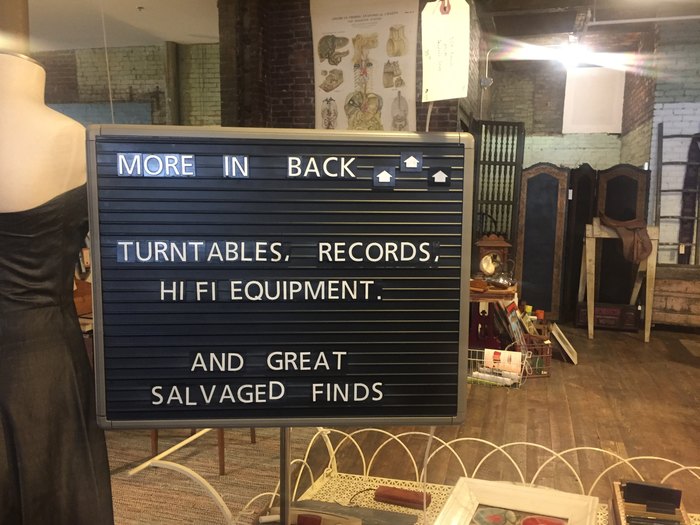 MORE IN BACK
TURNTABLES, RECORDS,
HI FI EQUIPMENT.
AND GREAT
SALVAGED FINDS